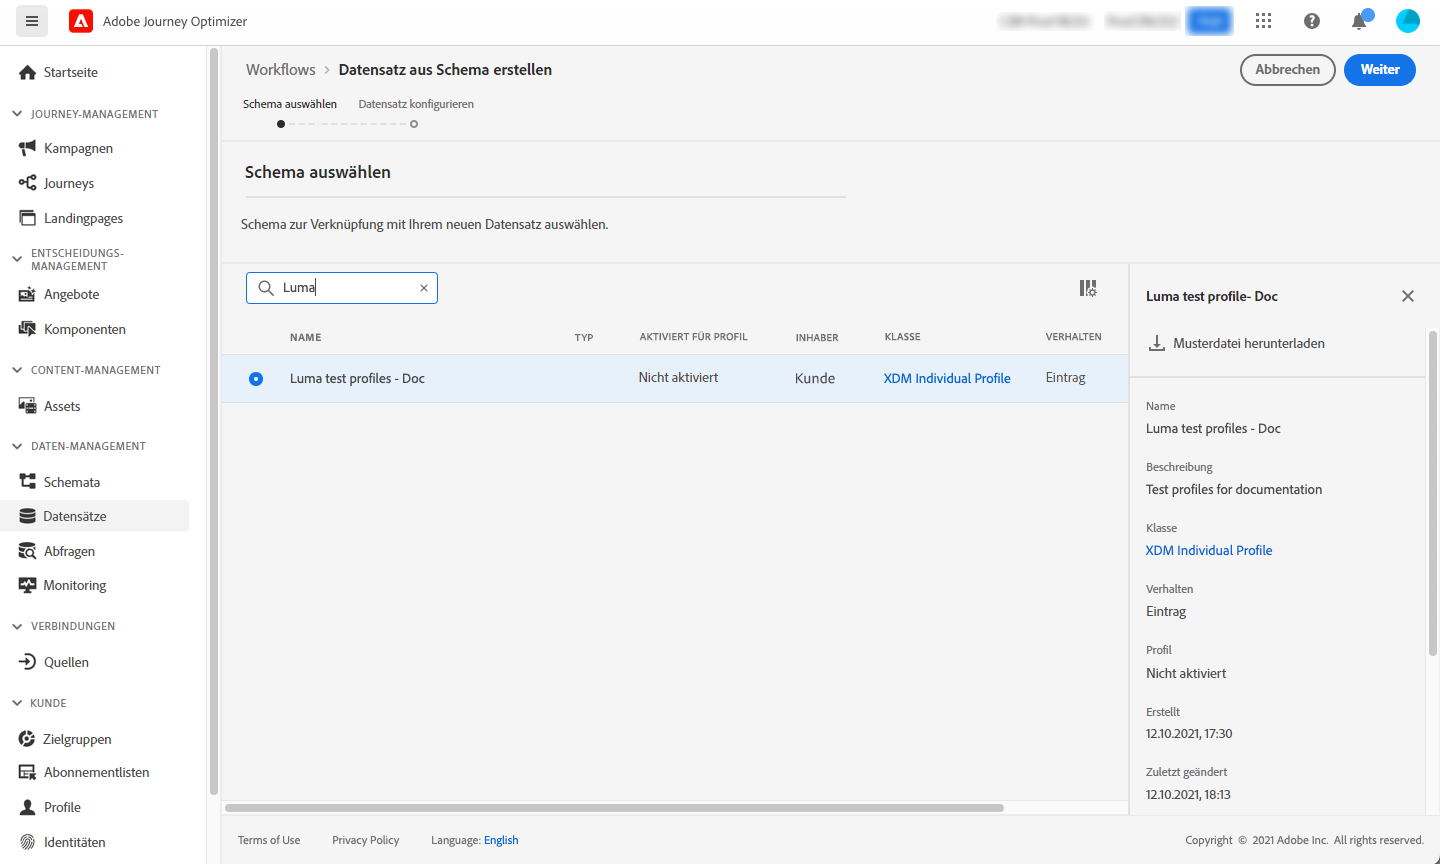 Adobe Journey Optimizer
Startseite
JOURNEY-MANAGEMENT
Kampagnen
Journeys
Landingpages
ENTSCHEIDUNGS-
MANAGEMENT
Angebote
Komponenten
CONTENT-MANAGEMENT
Assets
DATEN-MANAGEMENT
Schemata
Datensätze
Abfragen
Monitoring
VERBINDUNGEN
Quellen
KUNDE
Zielgruppen
Abonnementlisten
Profile
Identitäten
Workflows > Datensatz aus Schema erstellen
Abbrechen Weiter
Schema auswählen Datensatz konfigurieren
Schema auswählen
Schema zur Verknüpfung mit Ihrem neuen Datensatz auswählen.
Luma
NAME TYP AKTIVIERT FÜR PROFIL INHABER KLASSE VERHALTEN
Luma test profiles - Doc Nicht aktiviert Kunde XDM Individual Profile Eintrag
Luma test profile- Doc
Musterdatei herunterladen
Name
Luma test profiles - Doc
Beschreibung
Test profiles for documentation
Klasse
XDM Individual Profile
Verhalten
Eintrag
Profil
Nicht aktiviert
Erstellt
12.10.2021, 17:30
Zuletzt geändert
12.10.2021, 18:13
Terms of Use Privacy Policy Language: English
Copyright © 2021 Adobe Inc. All rights reserved.